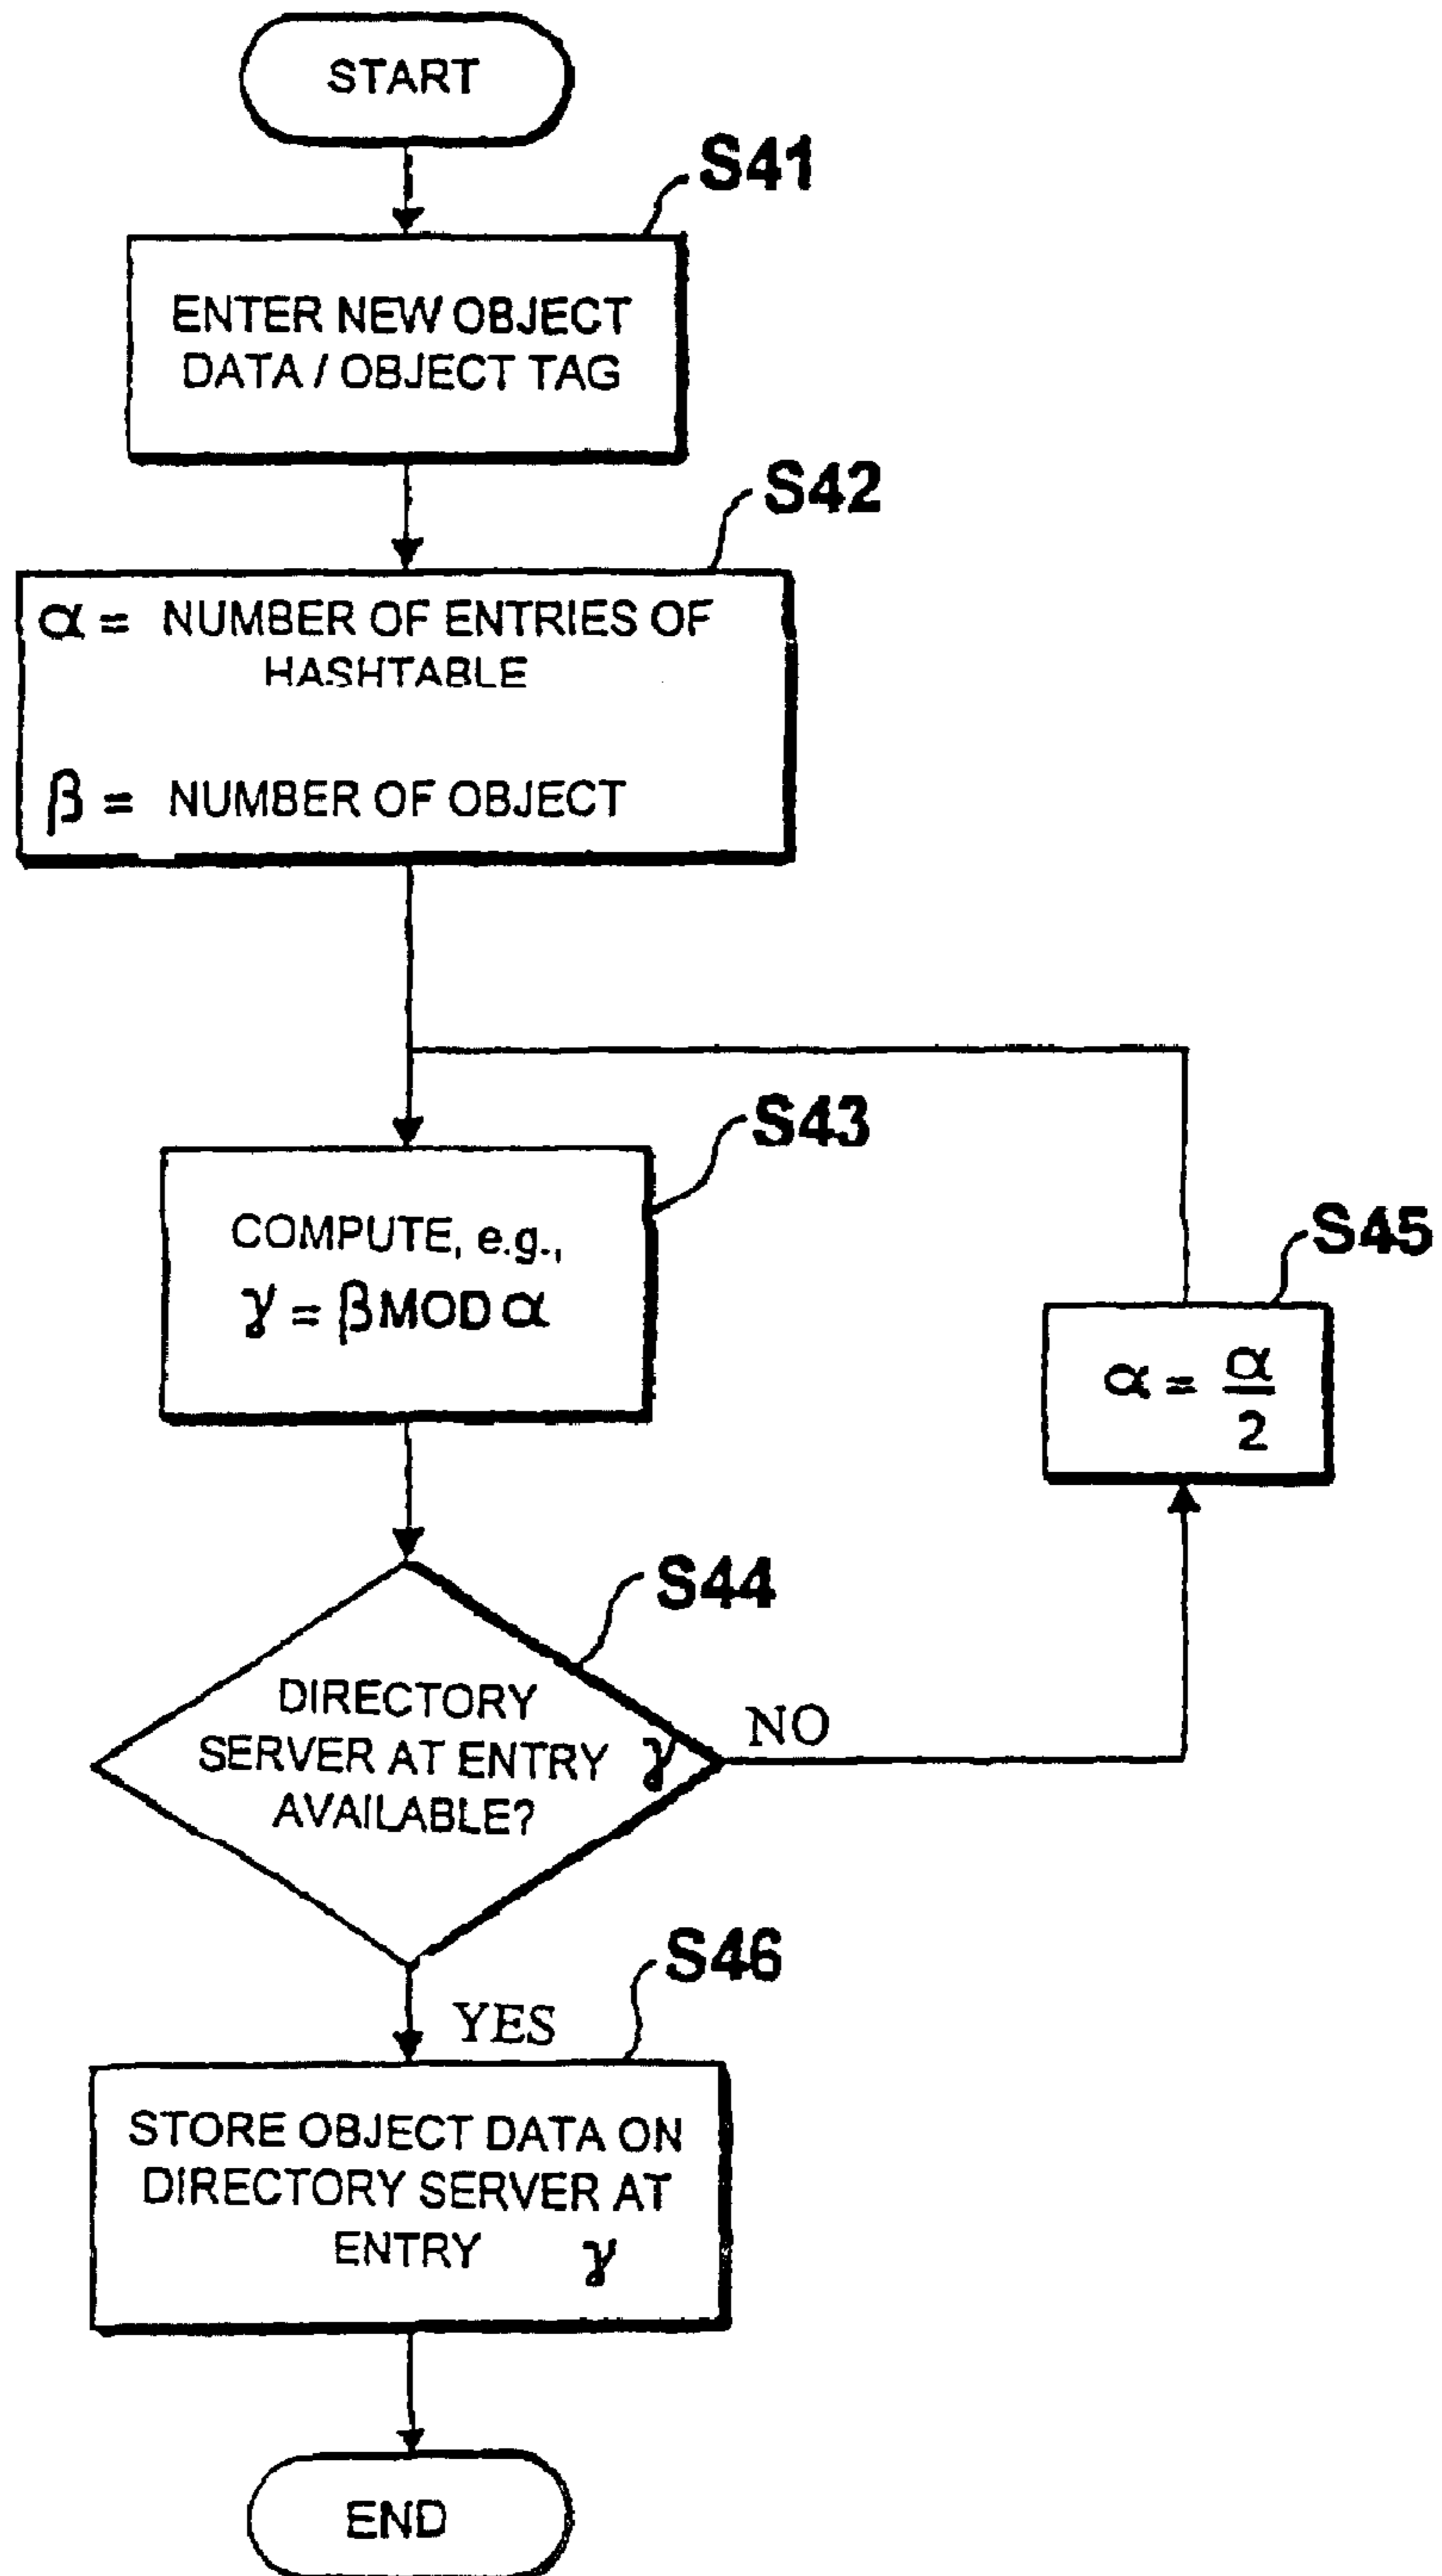 START
S41
ENTER NEW OBJECT
DATA / OBJECT TAG
S42
α = NUMBER OF ENTRIES OF
HASHTABLE
β = NUMBER OF OBJECT
S43
COMPUTE, e.g.,
γ = β MOD α
S45
α = α
2
S44
DIRECTORY
SERVER AT ENTRY γ
AVAILABLE?
NO
YES
S46
STORE OBJECT DATA ON
DIRECTORY SERVER AT
ENTRY γ
END